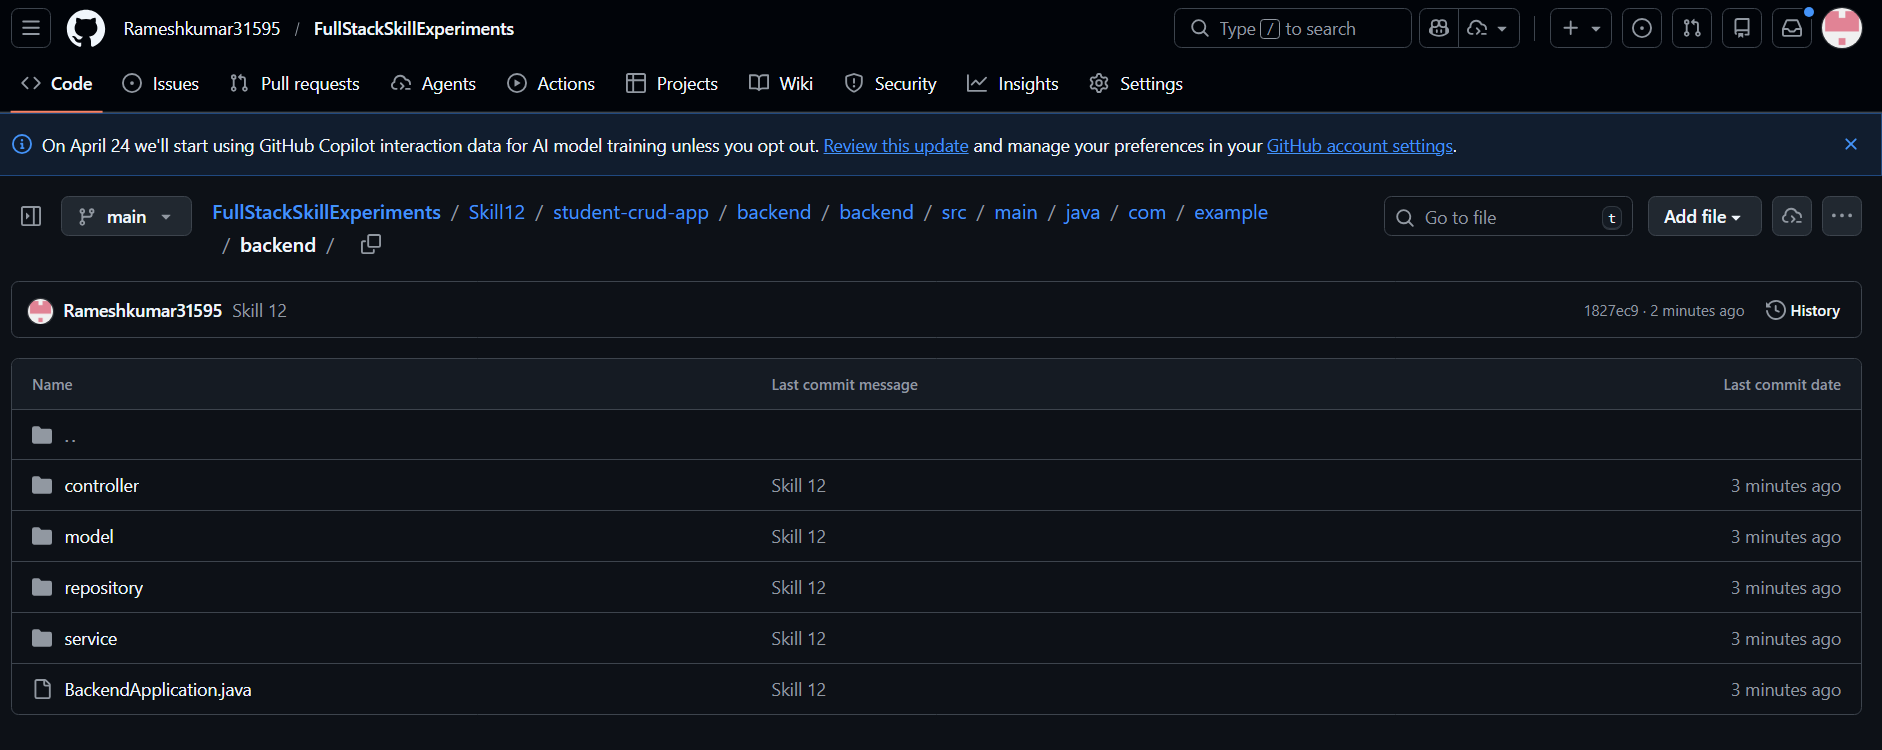 Rameshkumar31595 / FullStackSkillExperiments
Type / to search
Code Issues Pull requests Agents Actions Projects Wiki Security Insights Settings
On April 24 we'll start using GitHub Copilot interaction data for AI model training unless you opt out. Review this update and manage your preferences in your GitHub account settings.
main
FullStackSkillExperiments / Skill12 / student-crud-app / backend / backend / src / main / java / com / example
/ backend /
Go to file t
Add file
Rameshkumar31595 Skill 12
1827ec9 · 2 minutes ago History
Name Last commit message Last commit date
..
controller Skill 12 3 minutes ago
model Skill 12 3 minutes ago
repository Skill 12 3 minutes ago
service Skill 12 3 minutes ago
BackendApplication.java Skill 12 3 minutes ago